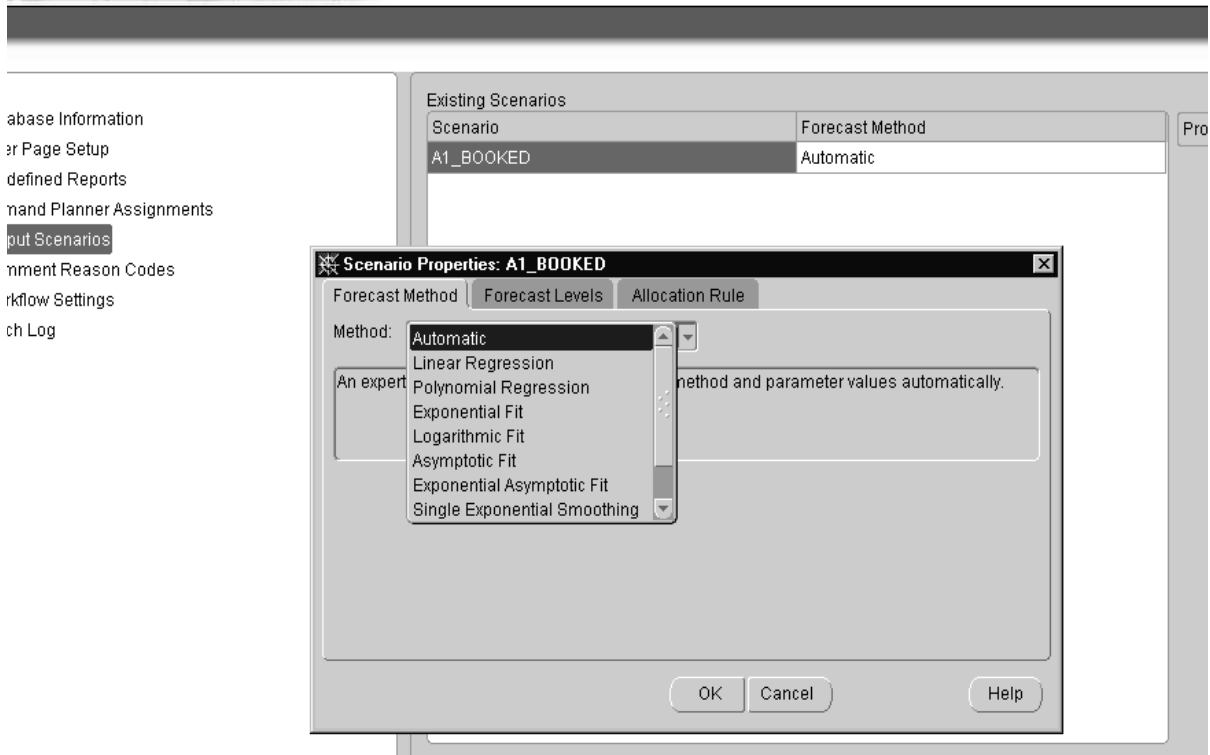 abase Information
er Page Setup
defined Reports
mand Planner Assignments
put Scenarios
mment Reason Codes
rkflow Settings
ch Log
Existing Scenarios
Scenario Forecast Method
A1_BOOKED Automatic
Pro
Scenario Properties: A1_BOOKED
Forecast Method Forecast Levels Allocation Rule
Method:
Automatic
Linear Regression
Polynomial Regression
Exponential Fit
Logarithmic Fit
Asymptotic Fit
Exponential Asymptotic Fit
Single Exponential Smoothing
An expert method and parameter values automatically.
OK Cancel Help